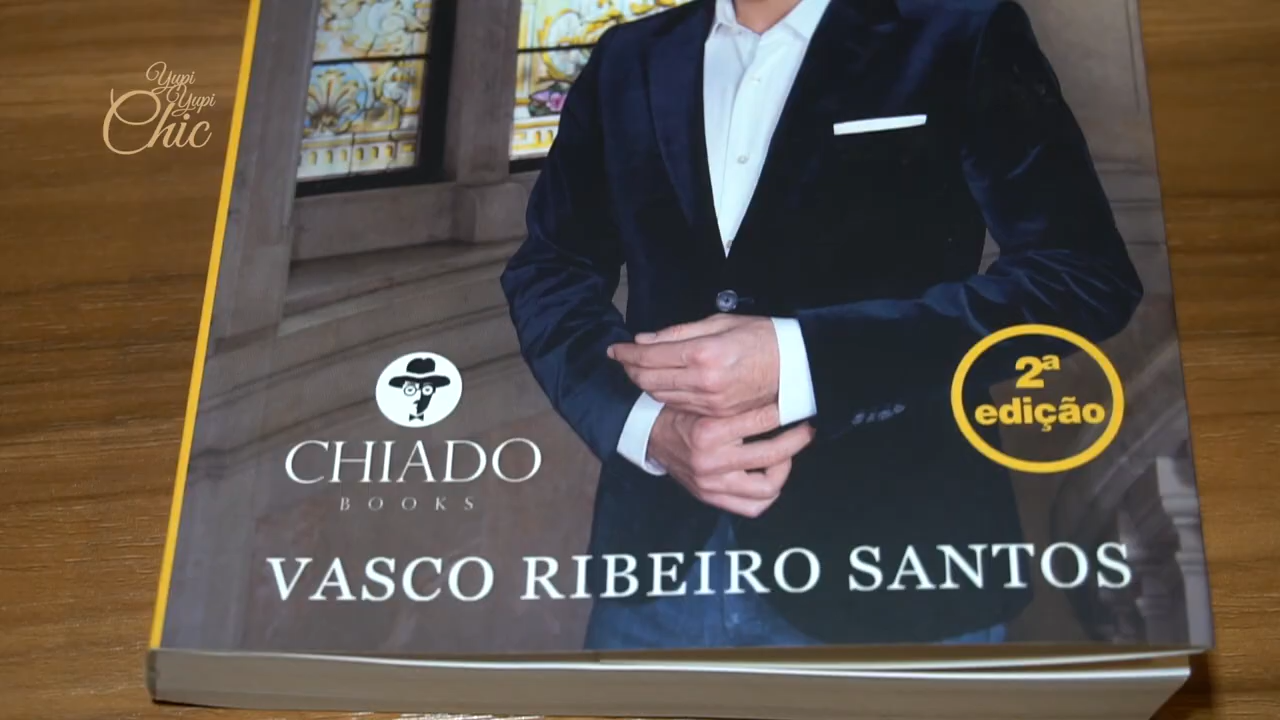 Yupi
Yupi
Chic
2ª
edição
CHIADO
BOOKS
VASCO RIBEIRO SANTOS